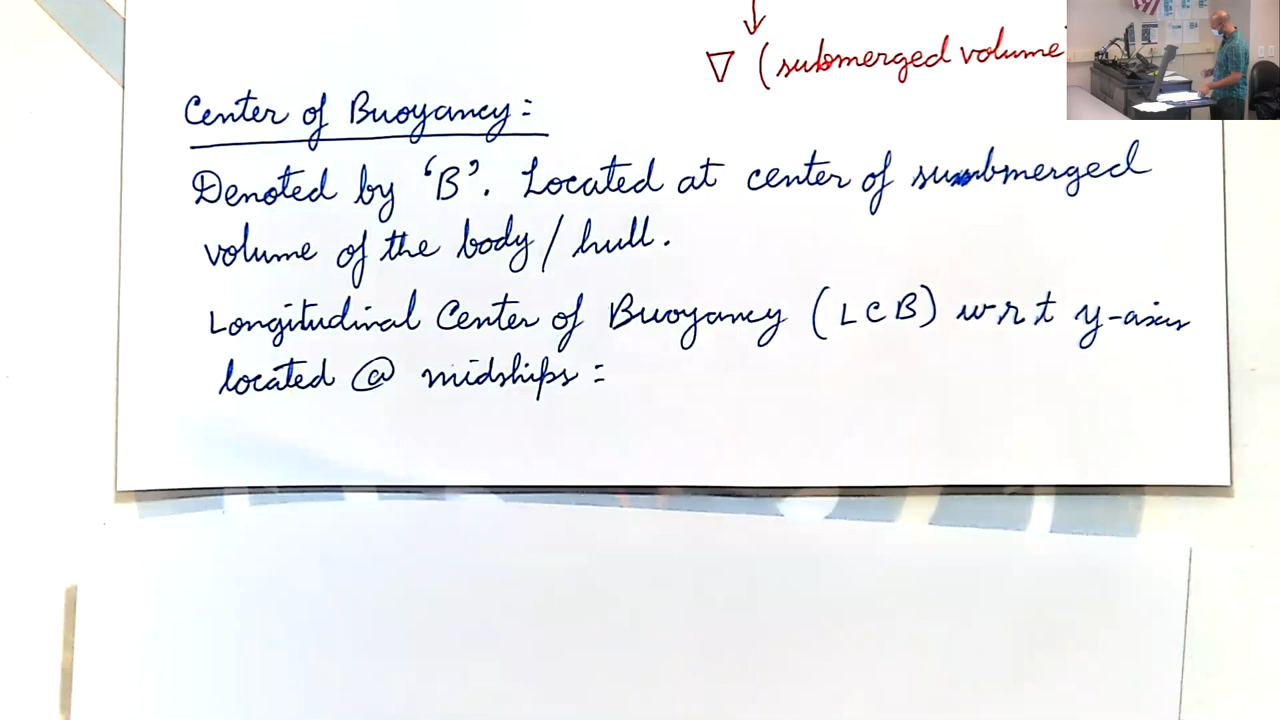 ∇ (submerged volume
Center of Buoyancy:
Denoted by 'B'. Located at center of submerged
volume of the body / hull.
Longitudinal Center of Buoyancy (LCB) wrt y-axis
located @ midships: